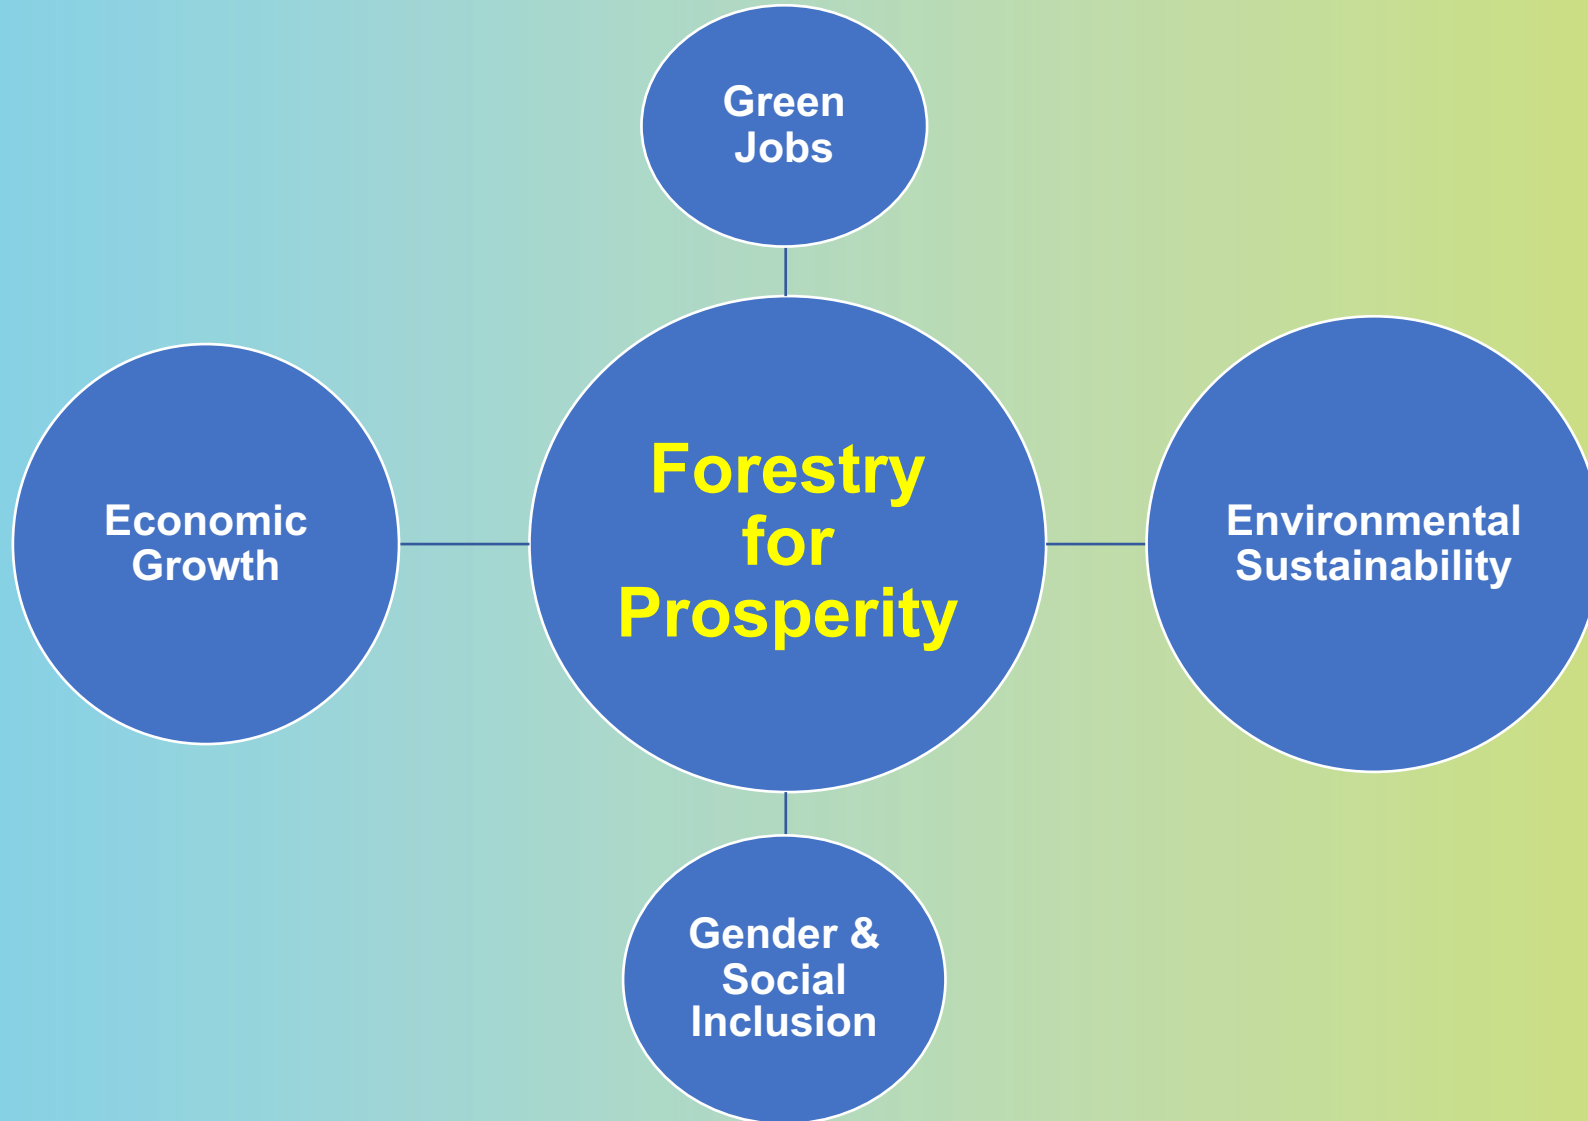 Green
Jobs
Economic
Growth
Forestry
for
Prosperity
Environmental
Sustainability
Gender &
Social
Inclusion